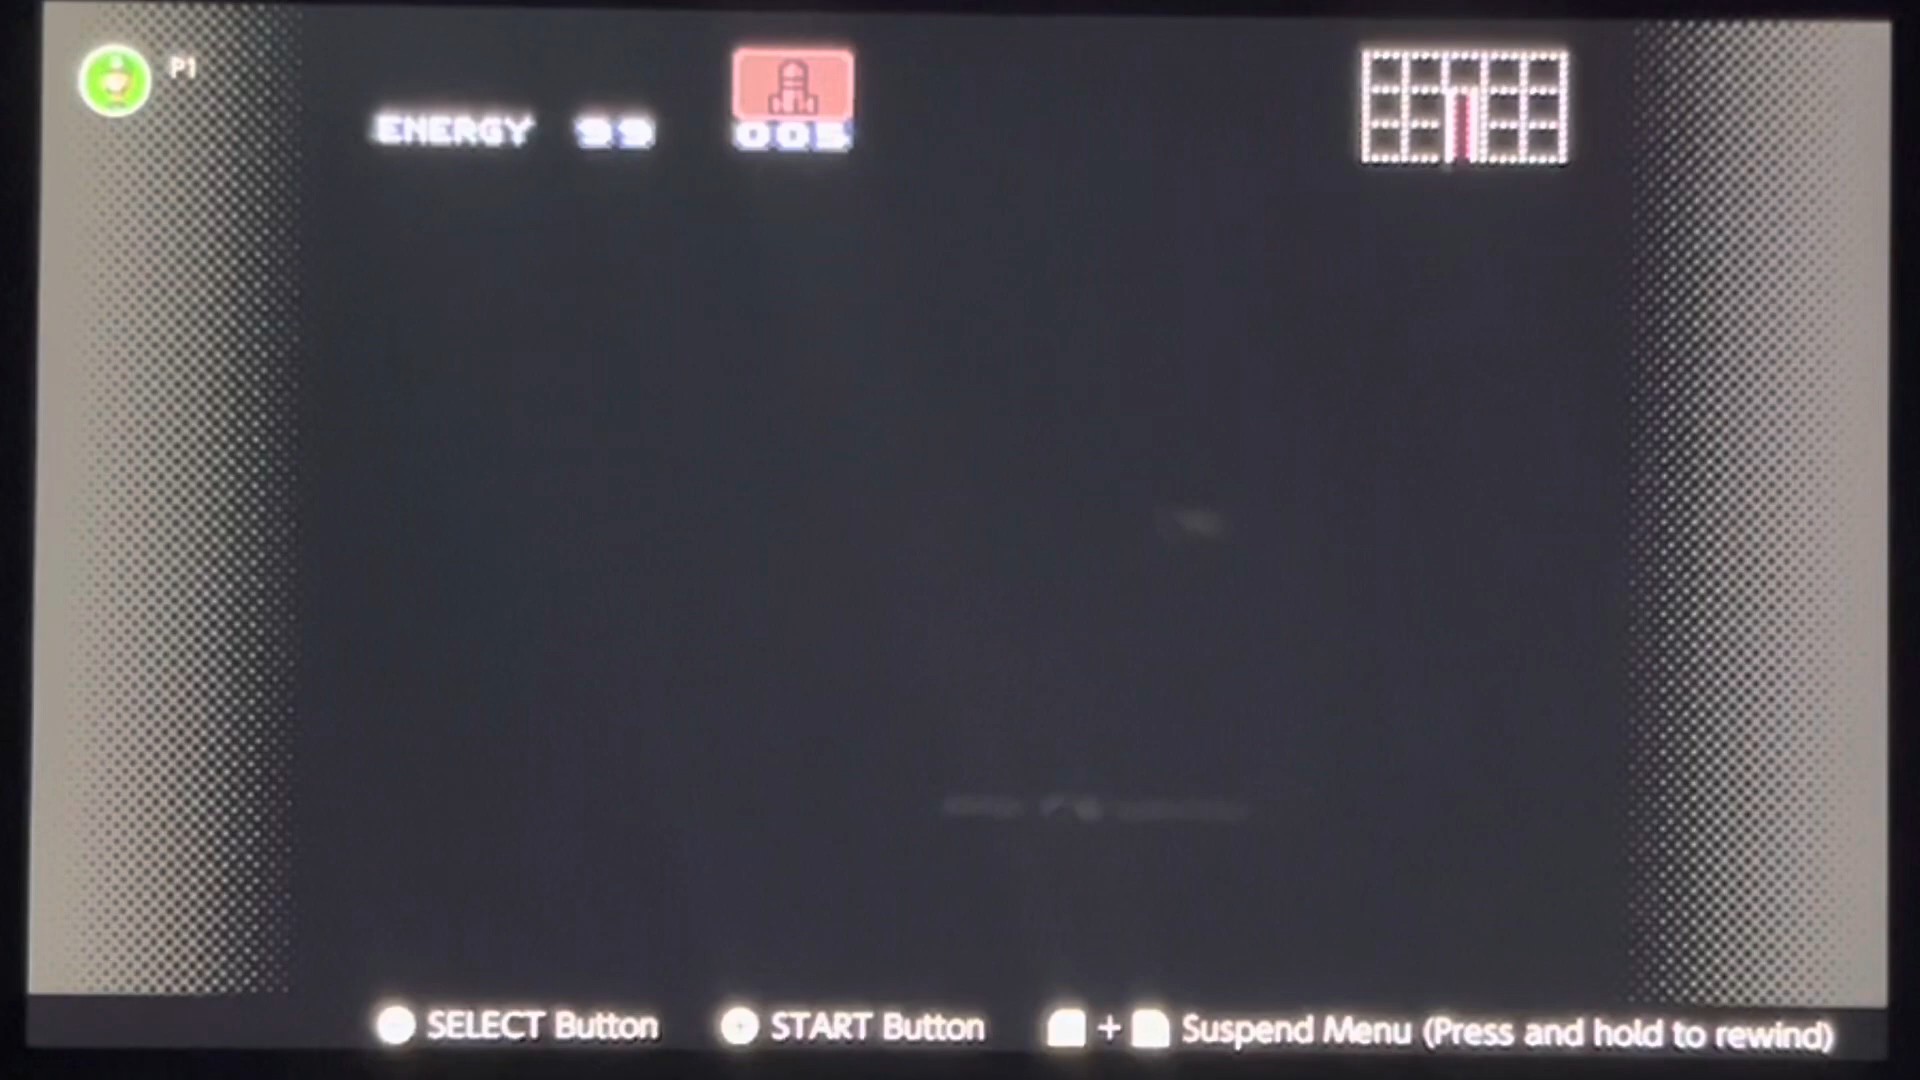 P1
ENERGY 99
005
SELECT Button START Button + Suspend Menu (Press and hold to rewind)